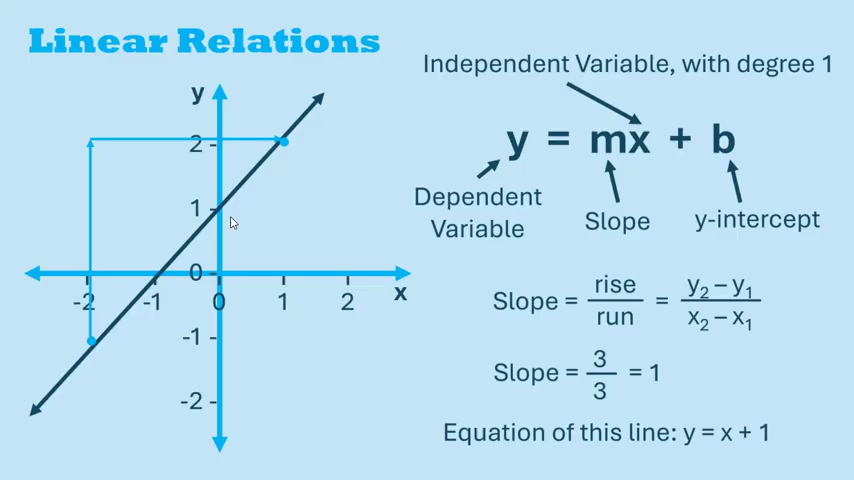 Linear Relations
Independent Variable, with degree 1
y
y = mx + b
2
Dependent
Variable
Slope
y-intercept
1
0
-2 -1 0 1 2 x
Slope = rise/run = y₂ – y₁/x₂ – x₁
-1
Slope = 3/3 = 1
-2
Equation of this line: y = x + 1